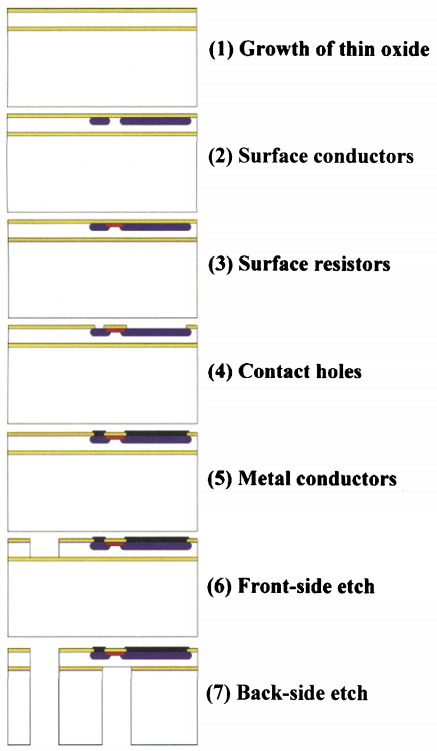 (1) Growth of thin oxide
(2) Surface conductors
(3) Surface resistors
(4) Contact holes
(5) Metal conductors
(6) Front-side etch
(7) Back-side etch